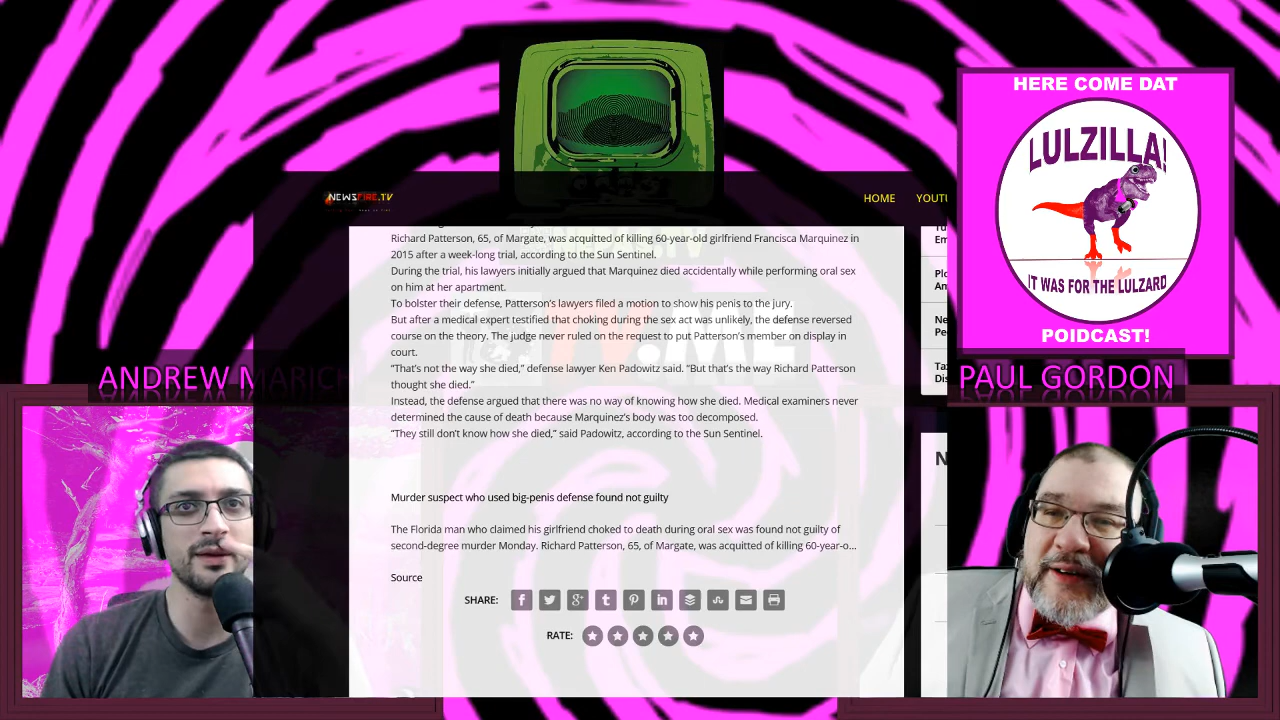 HERE COME DAT
LULZILLA!
IT WAS FOR THE LULZARD
POIDCAST!
NEWSFIRE.TV
HOME YOUTU
Richard Patterson, 65, of Margate, was acquitted of killing 60-year-old girlfriend Francisca Marquinez in
2015 after a week-long trial, according to the Sun Sentinel.
During the trial, his lawyers initially argued that Marquinez died accidentally while performing oral sex
on him at her apartment.
To bolster their defense, Patterson's lawyers filed a motion to show his penis to the jury.
But after a medical expert testified that choking during the sex act was unlikely, the defense reversed
course on the theory. The judge never ruled on the request to put Patterson's member on display in
court.
"That's not the way she died," defense lawyer Ken Padowitz said. "But that's the way Richard Patterson
thought she died."
Instead, the defense argued that there was no way of knowing how she died. Medical examiners never
determined the cause of death because Marquinez's body was too decomposed.
"They still don't know how she died," said Padowitz, according to the Sun Sentinel.
Murder suspect who used big-penis defense found not guilty
The Florida man who claimed his girlfriend choked to death during oral sex was found not guilty of
second-degree murder Monday. Richard Patterson, 65, of Margate, was acquitted of killing 60-year-o...
Source
SHARE:
RATE:
Em
Plo
Am
Ne
Pe
Tax
Dis
N
ANDREW MARICH
PAUL GORDON